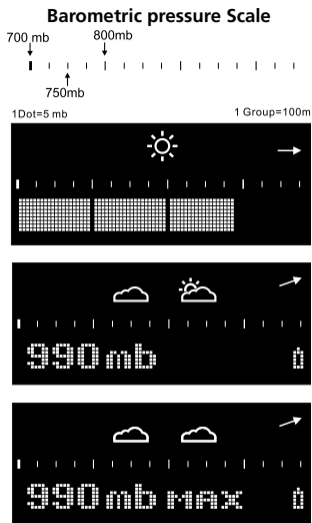 Barometric pressure Scale
700 mb
800mb
750mb
1Dot=5 mb
1 Group=100m
990mb
990mb MAX